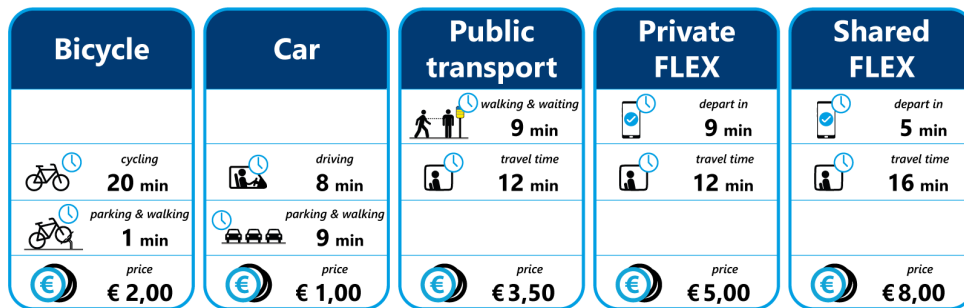 Bicycle
cycling
20 min
parking & walking
1 min
price
€ 2,00
Car
driving
8 min
parking & walking
9 min
price
€ 1,00
Public
transport
walking & waiting
9 min
travel time
12 min
price
€ 3,50
Private
FLEX
depart in
9 min
travel time
12 min
price
€ 5,00
Shared
FLEX
depart in
5 min
travel time
16 min
price
€ 8,00